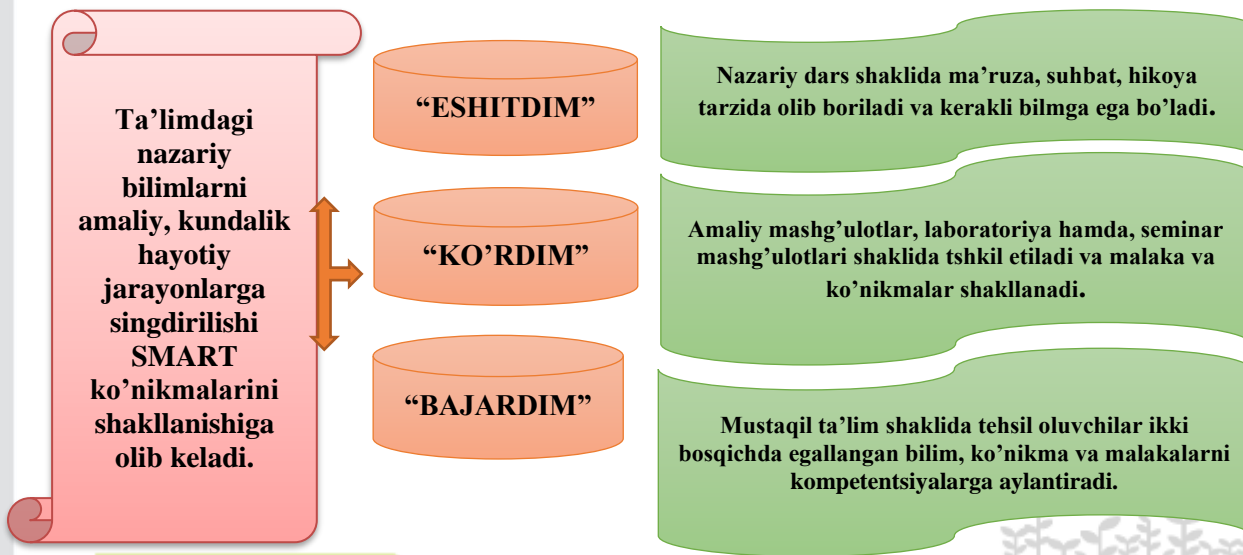 Ta’limdagi
nazariy
bilimlarni
amaliy, kundalik
hayotiy
jarayonlarga
singdirilishi
SMART
ko’nikmalarini
shakllanishiga
olib keladi.
“ESHITDIM”
Nazariy dars shaklida ma’ruza, suhbat, hikoya
tarzida olib boriladi va kerakli bilmga ega bo’ladi.
“KO’RDIM”
Amaliy mashg’ulotlar, laboratoriya hamda, seminar
mashg’ulotlari shaklida tshkil etiladi va malaka va
ko’nikmalar shakllanadi.
“BAJARDIM”
Mustaqil ta’lim shaklida tehsil oluvchilar ikki
bosqichda egallangan bilim, ko’nikma va malakalarni
kompetentsiyalarga aylantiradi.